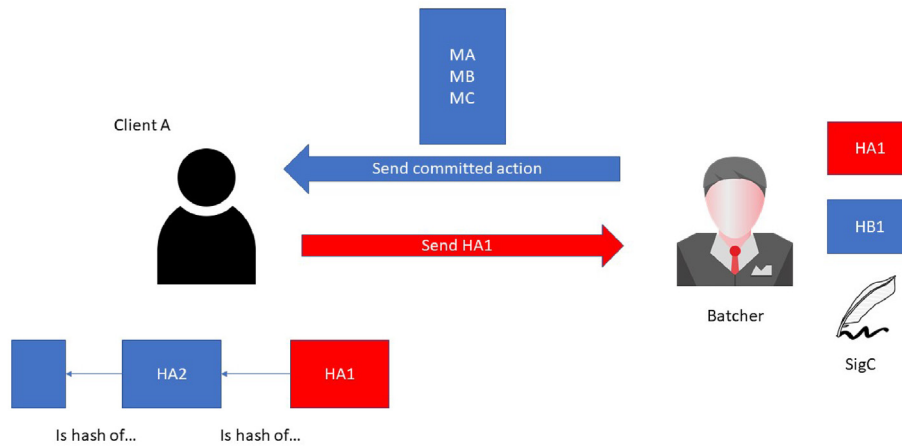 MA
MB
MC
Client A
Send committed action
HA1
Send HA1
HB1
Batcher
SigC
HA2
HA1
Is hash of...
Is hash of...